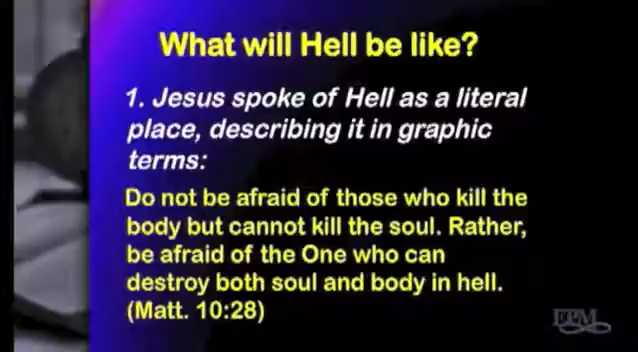 What will Hell be like?
1. Jesus spoke of Hell as a literal
place, describing it in graphic
terms:
Do not be afraid of those who kill the
body but cannot kill the soul. Rather,
be afraid of the One who can
destroy both soul and body in hell.
(Matt. 10:28)
EPM